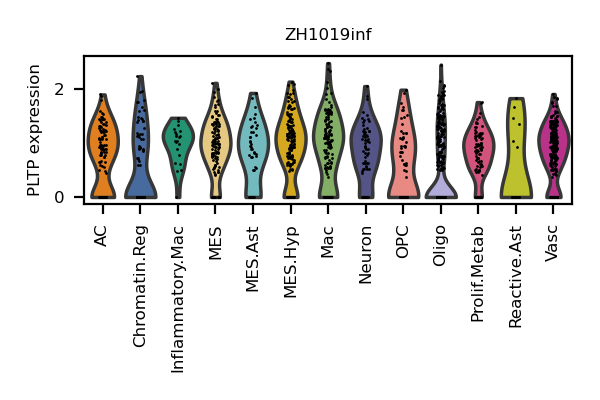 ZH1019inf
PLTP expression
2
0
AC
Chromatin.Reg
Inflammatory.Mac
MES
MES.Ast
MES.Hyp
Mac
Neuron
OPC
Oligo
Prolif.Metab
Reactive.Ast
Vasc